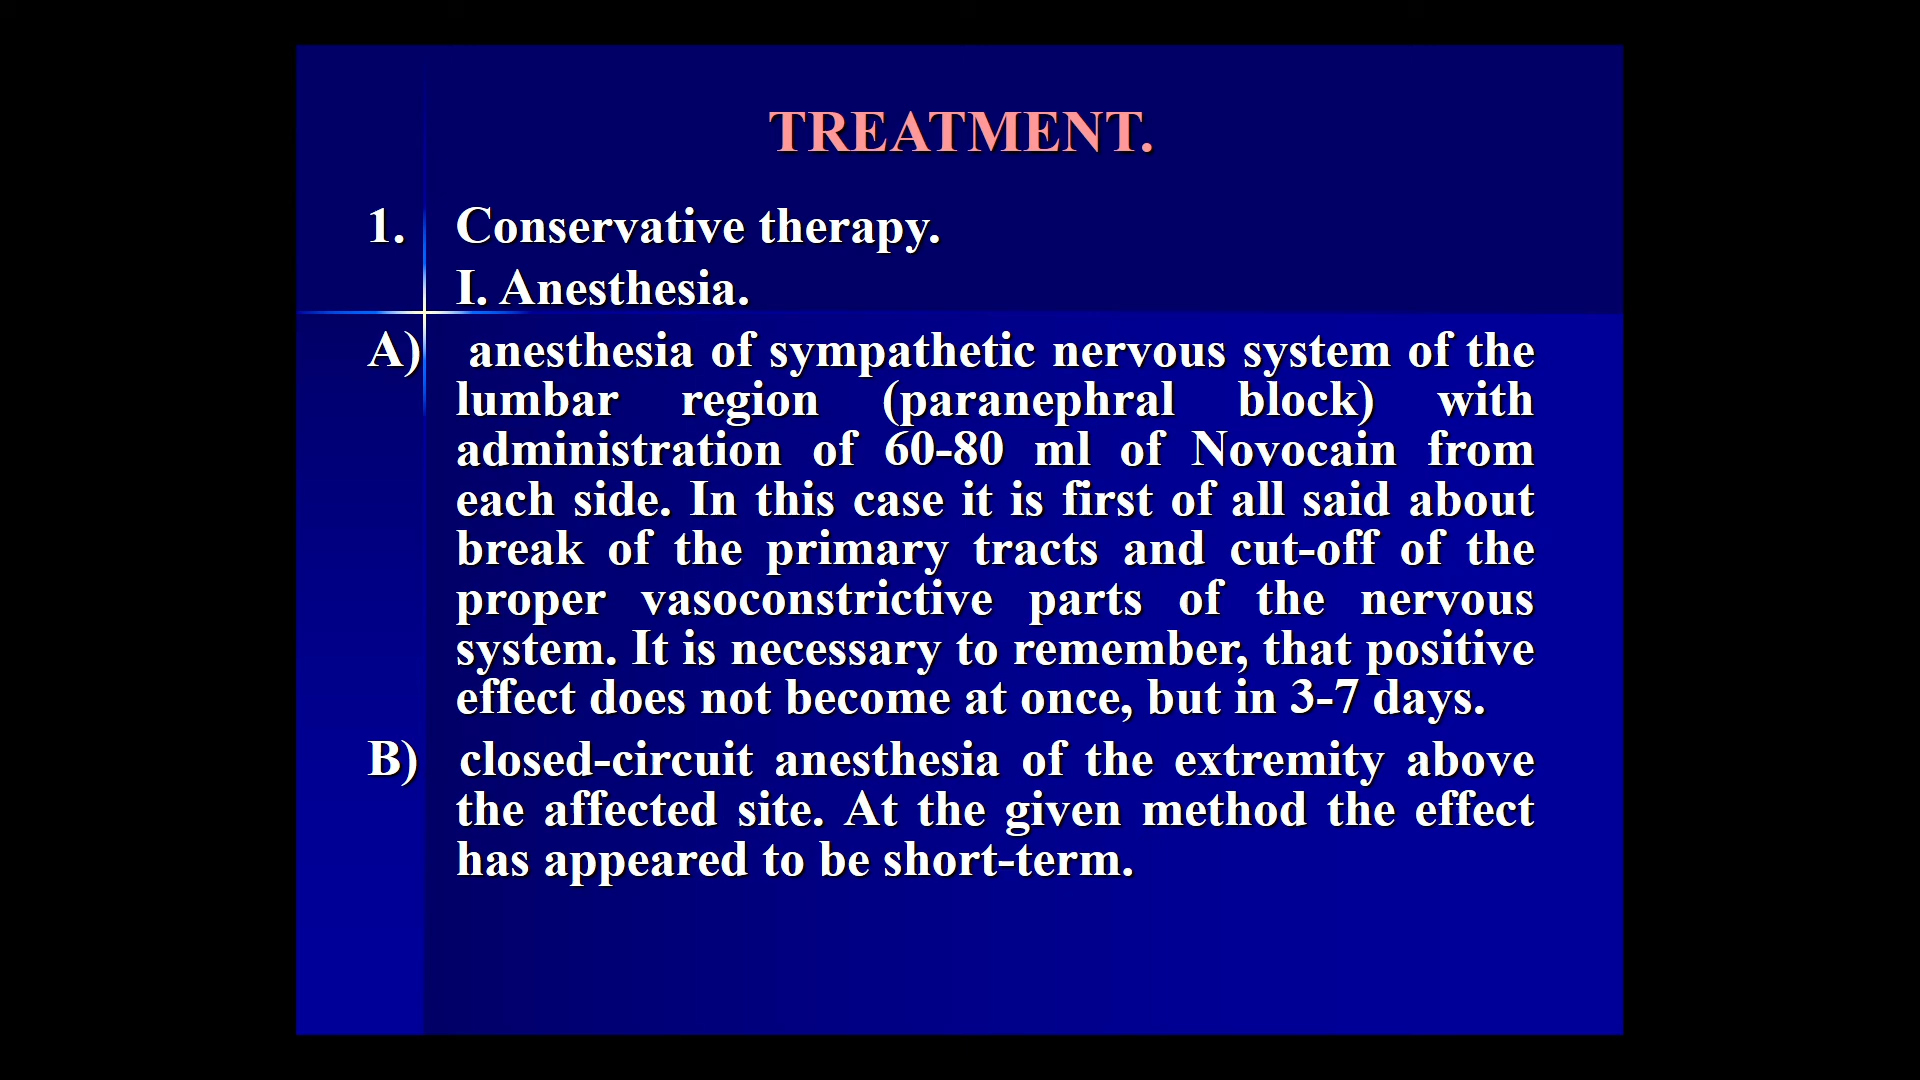 TREATMENT.
1. Conservative therapy.
I. Anesthesia.
A) anesthesia of sympathetic nervous system of the
lumbar region (paranephral block) with
administration of 60-80 ml of Novocain from
each side. In this case it is first of all said about
break of the primary tracts and cut-off of the
proper vasoconstrictive parts of the nervous
system. It is necessary to remember, that positive
effect does not become at once, but in 3-7 days.
B) closed-circuit anesthesia of the extremity above
the affected site. At the given method the effect
has appeared to be short-term.